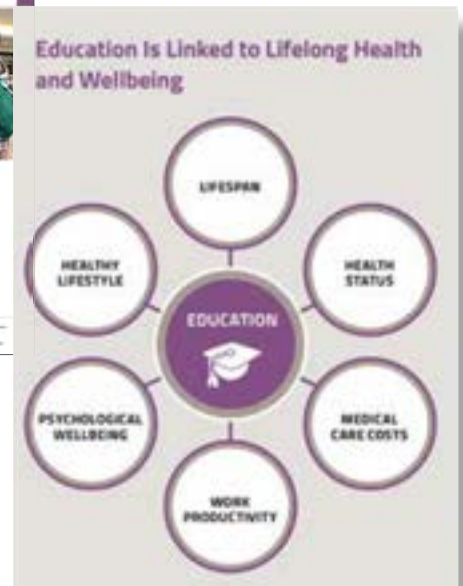 Education Is Linked to Lifelong Health
and Wellbeing
LIFESPAN
HEALTHY
LIFESTYLE
HEALTH
STATUS
EDUCATION
PSYCHOLOGICAL
WELLBEING
MEDICAL
CARE COSTS
WORK
PRODUCTIVITY